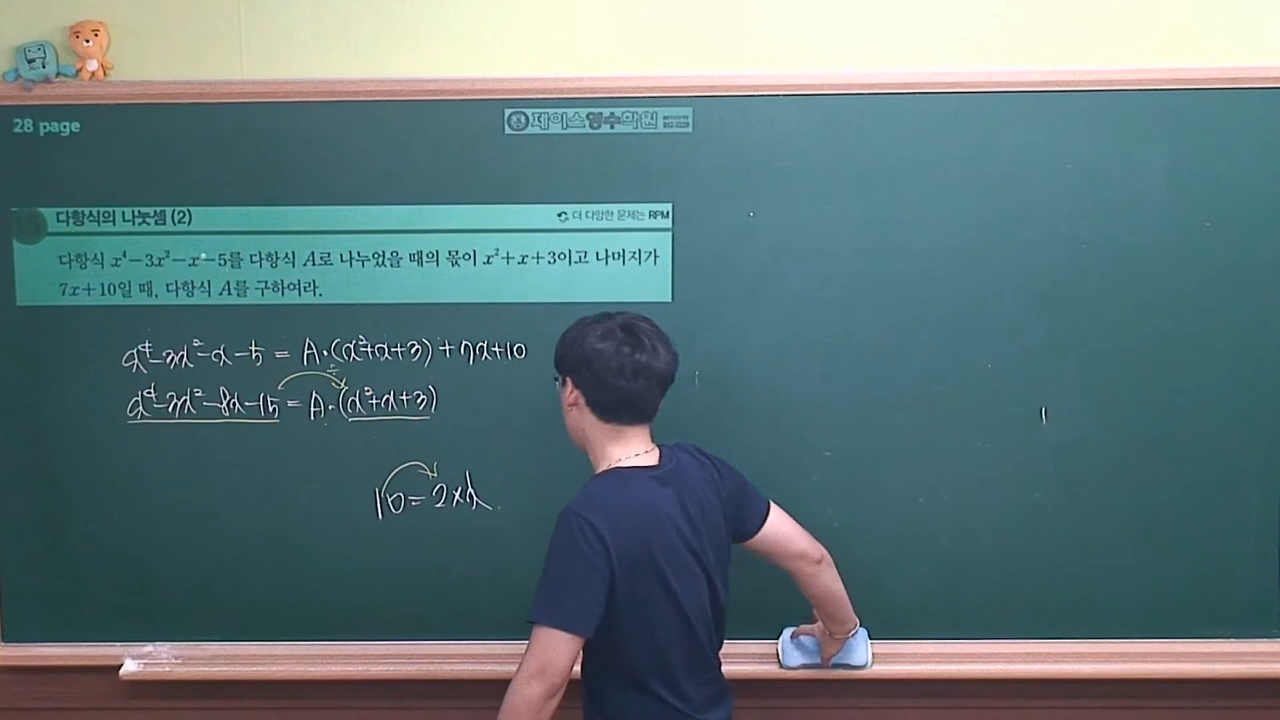 28 page
제이스영수학원
다항식의 나눗셈 (2)
더 다양한 문제는 RPM
다항식 x⁴−3x²−x−5를 다항식 A로 나누었을 때의 몫이 x²+x+3이고 나머지가
7x+10일 때, 다항식 A를 구하여라.
x⁴-3x²-x-5 = A·(x²+x+3)+7x+10
x⁴-3x²-8x-15 = A·(x²+x+3)
10=2×x